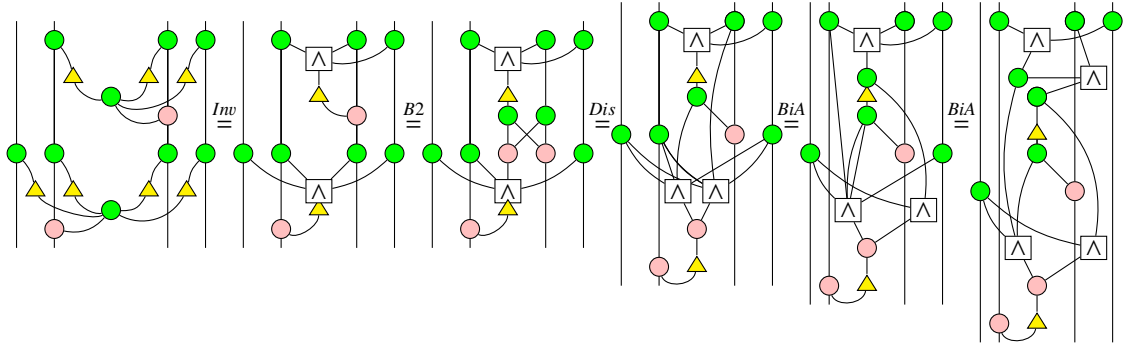 Inv = B2 = Dis = BiA = BiA =
∧ ∧ ∧ ∧ ∧ ∧
∧ ∧ ∧ ∧ ∧ ∧ ∧ ∧